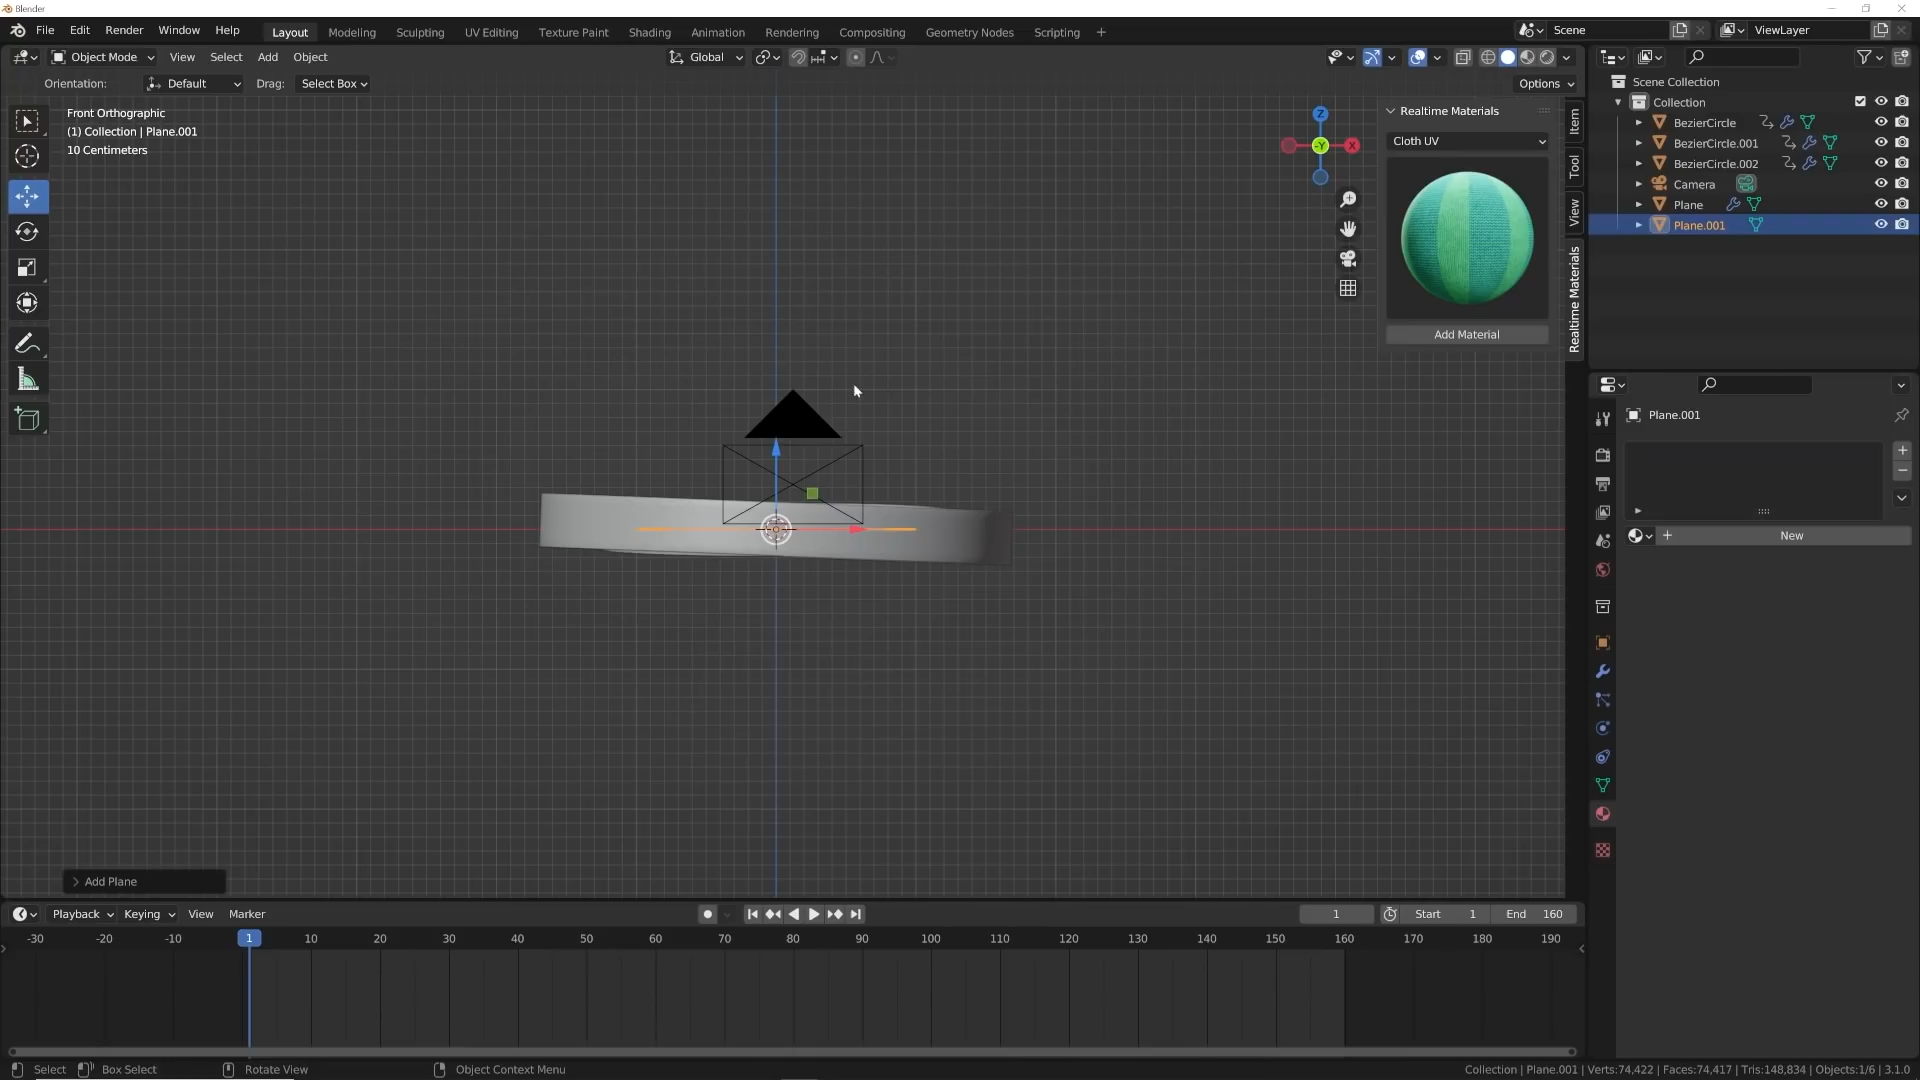 Blender
File Edit Render Window Help Layout Modeling Sculpting UV Editing Texture Paint Shading Animation Rendering Compositing Geometry Nodes Scripting + Scene ViewLayer
Object Mode View Select Add Object Global
Orientation: Default Drag: Select Box Options
Front Orthographic
(1) Collection | Plane.001
10 Centimeters
Z
-Y
X
Realtime Materials
Cloth UV
Add Material
Item
Tool
View
Realtime Materials
Scene Collection
Collection
BezierCircle
BezierCircle.001
BezierCircle.002
Camera
Plane
Plane.001
Plane.001
+ New
Add Plane
Playback Keying View Marker 1 Start 1 End 160
-30 -20 -10 1 10 20 30 40 50 60 70 80 90 100 110 120 130 140 150 160 170 180 190
Select Box Select Rotate View Object Context Menu Collection | Plane.001 | Verts:74,422 | Faces:74,417 | Tris:148,834 | Objects:1/6 | 3.1.0